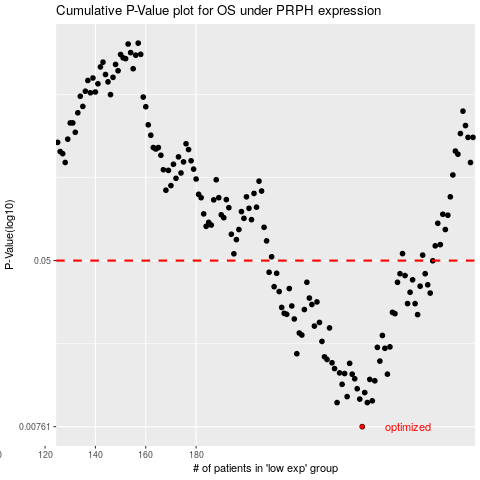 Cumulative P-Value plot for OS under PRPH expression
P-Value(log10)
0.05
0.00761
optimized
0 120 140 160 180
# of patients in 'low exp' group